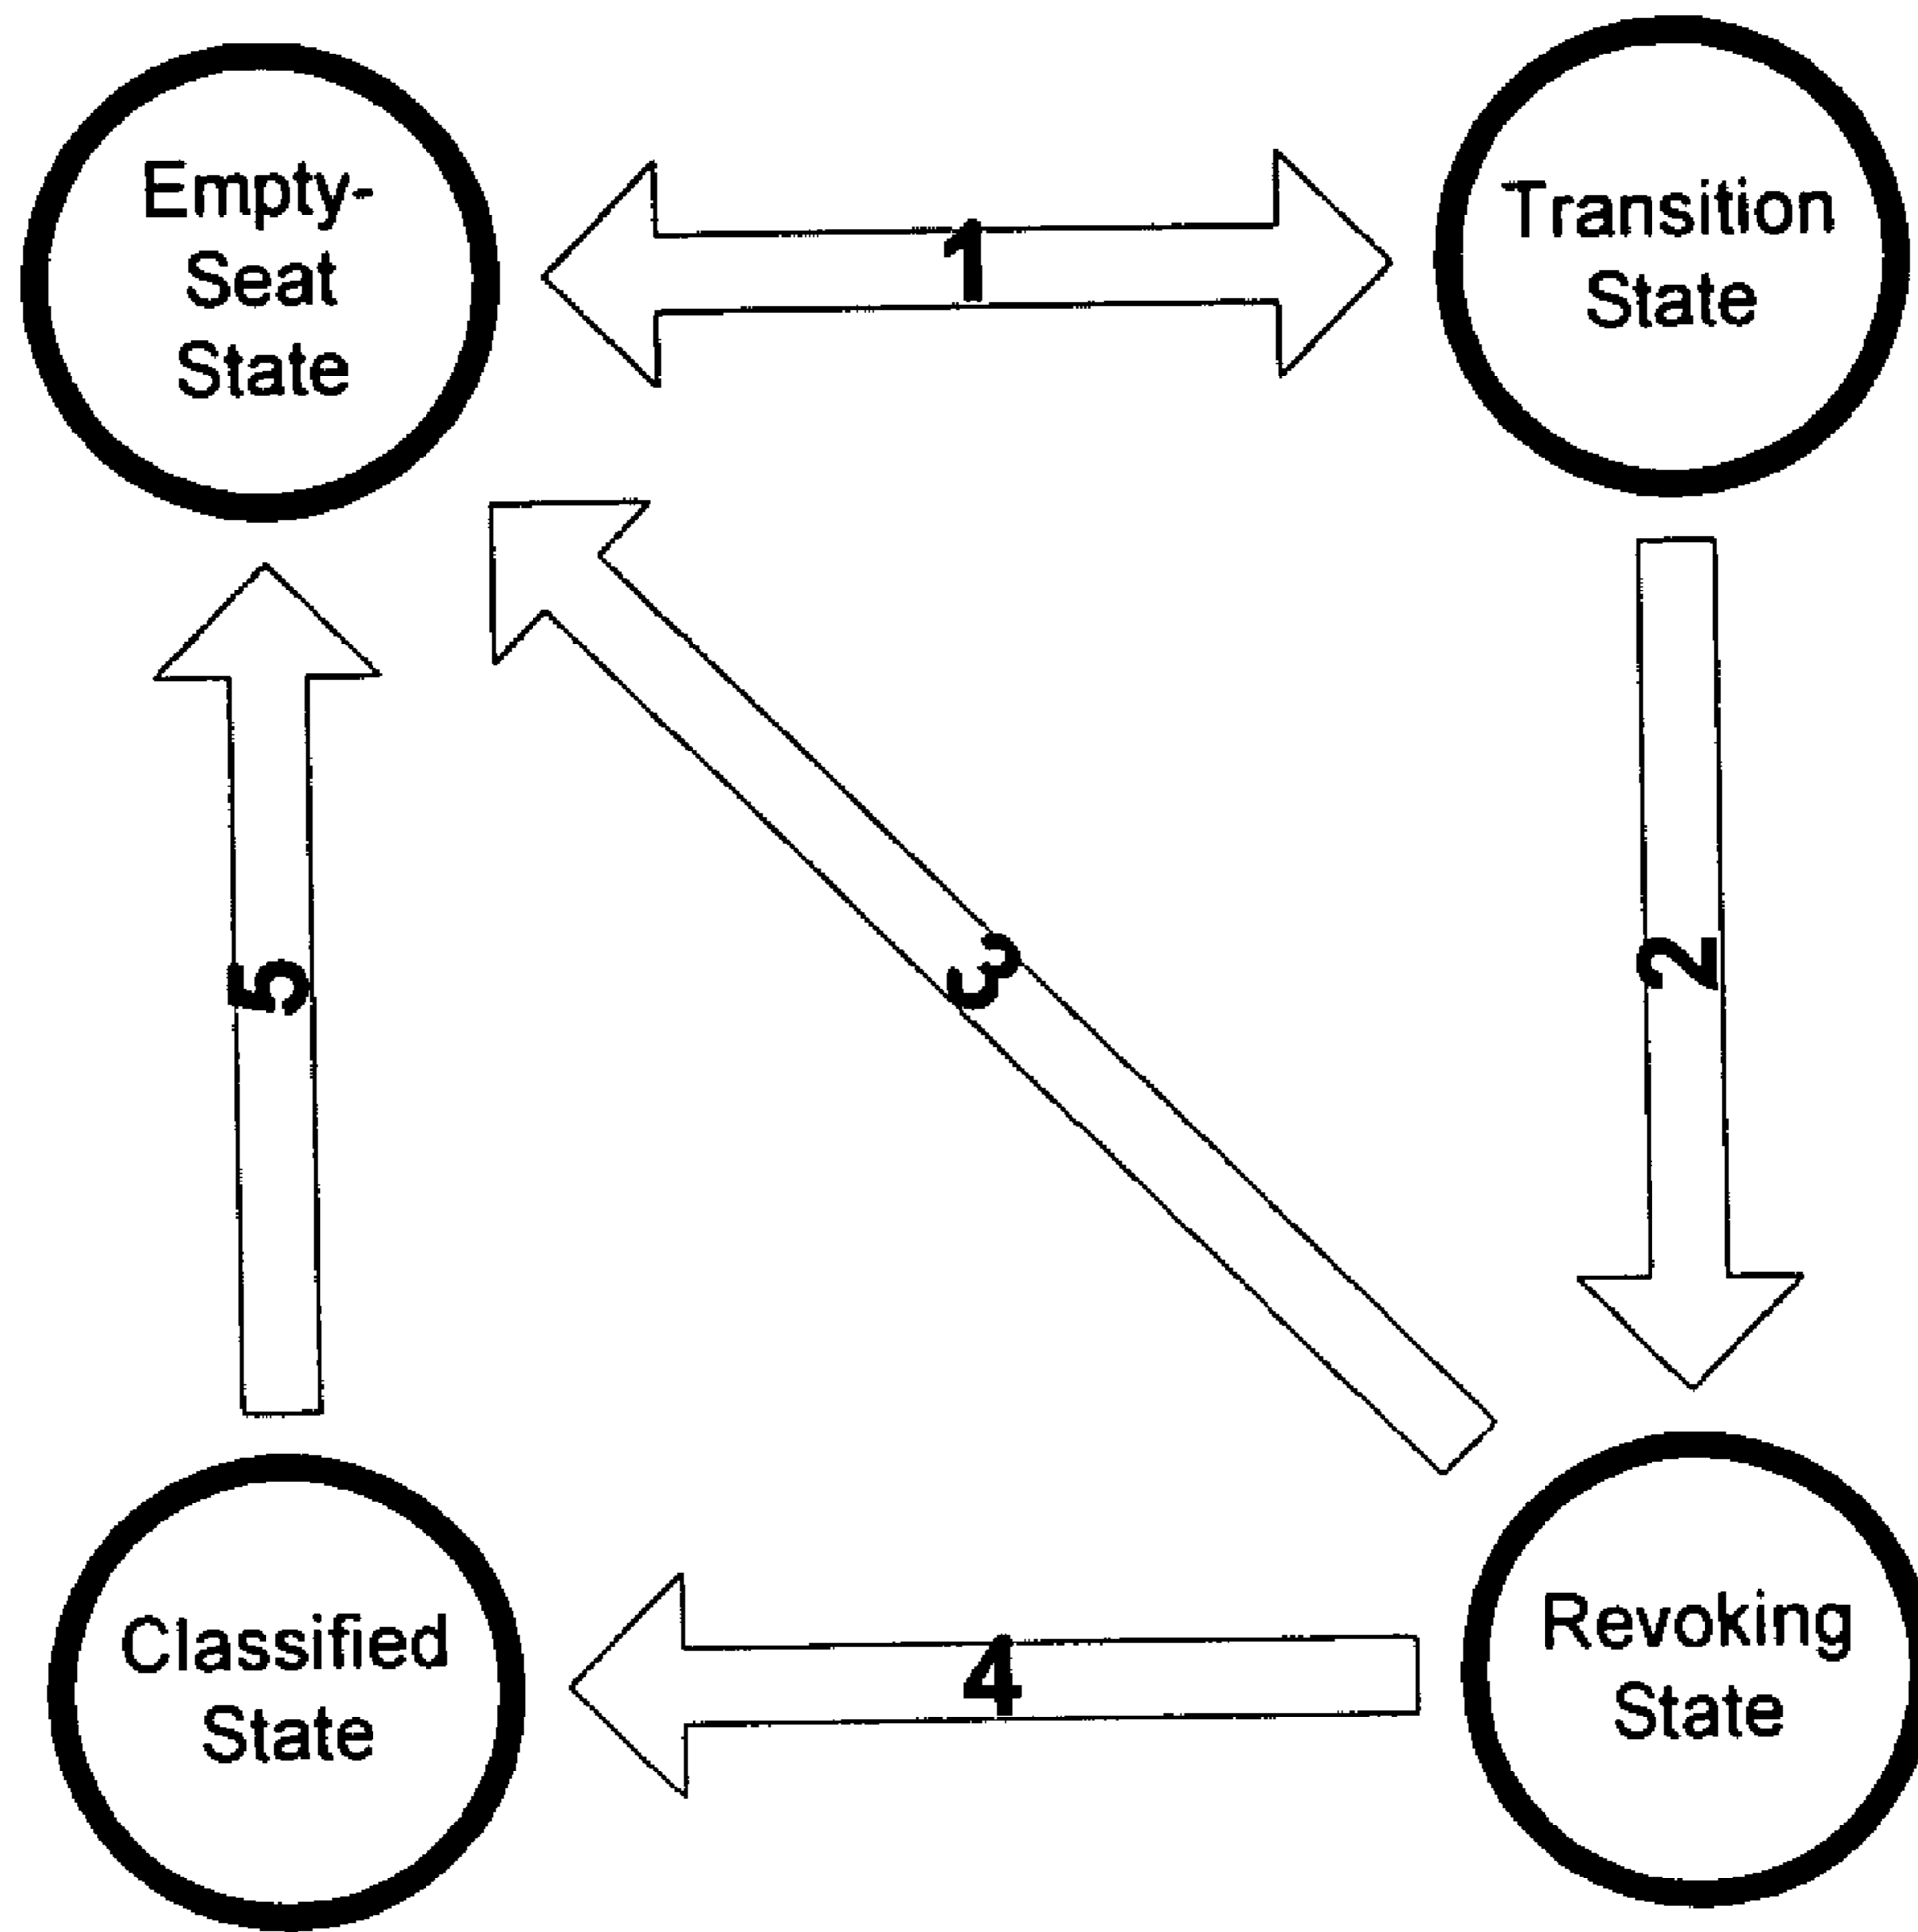 Empty-
Seat
State
1
Transition
State
5
3
2
Classified
State
4
Revoking
State